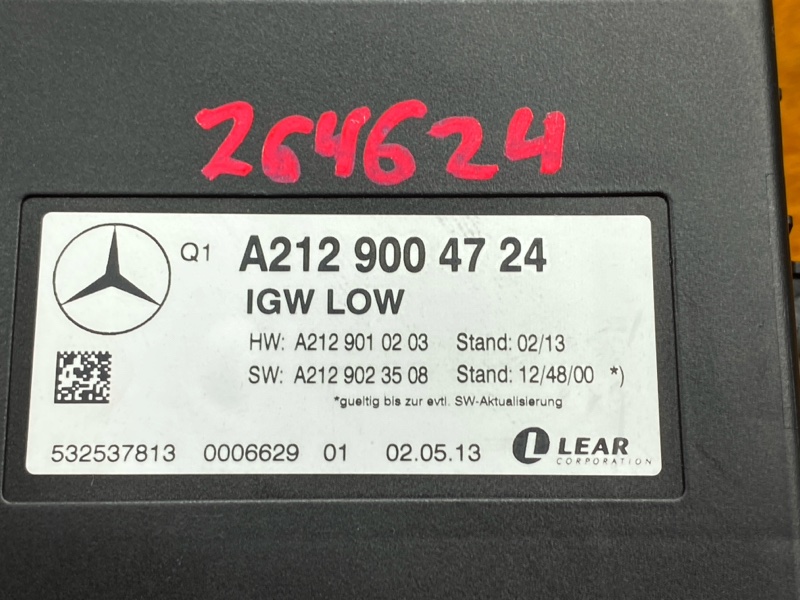 264624
Q1 A212 900 47 24
IGW LOW
HW: A212 901 02 03 Stand: 02/13
SW: A212 902 35 08 Stand: 12/48/00 *)
*gueltig bis zur evtl. SW-Aktualisierung
532537813 0006629 01 02.05.13 L LEAR
CORPORATION